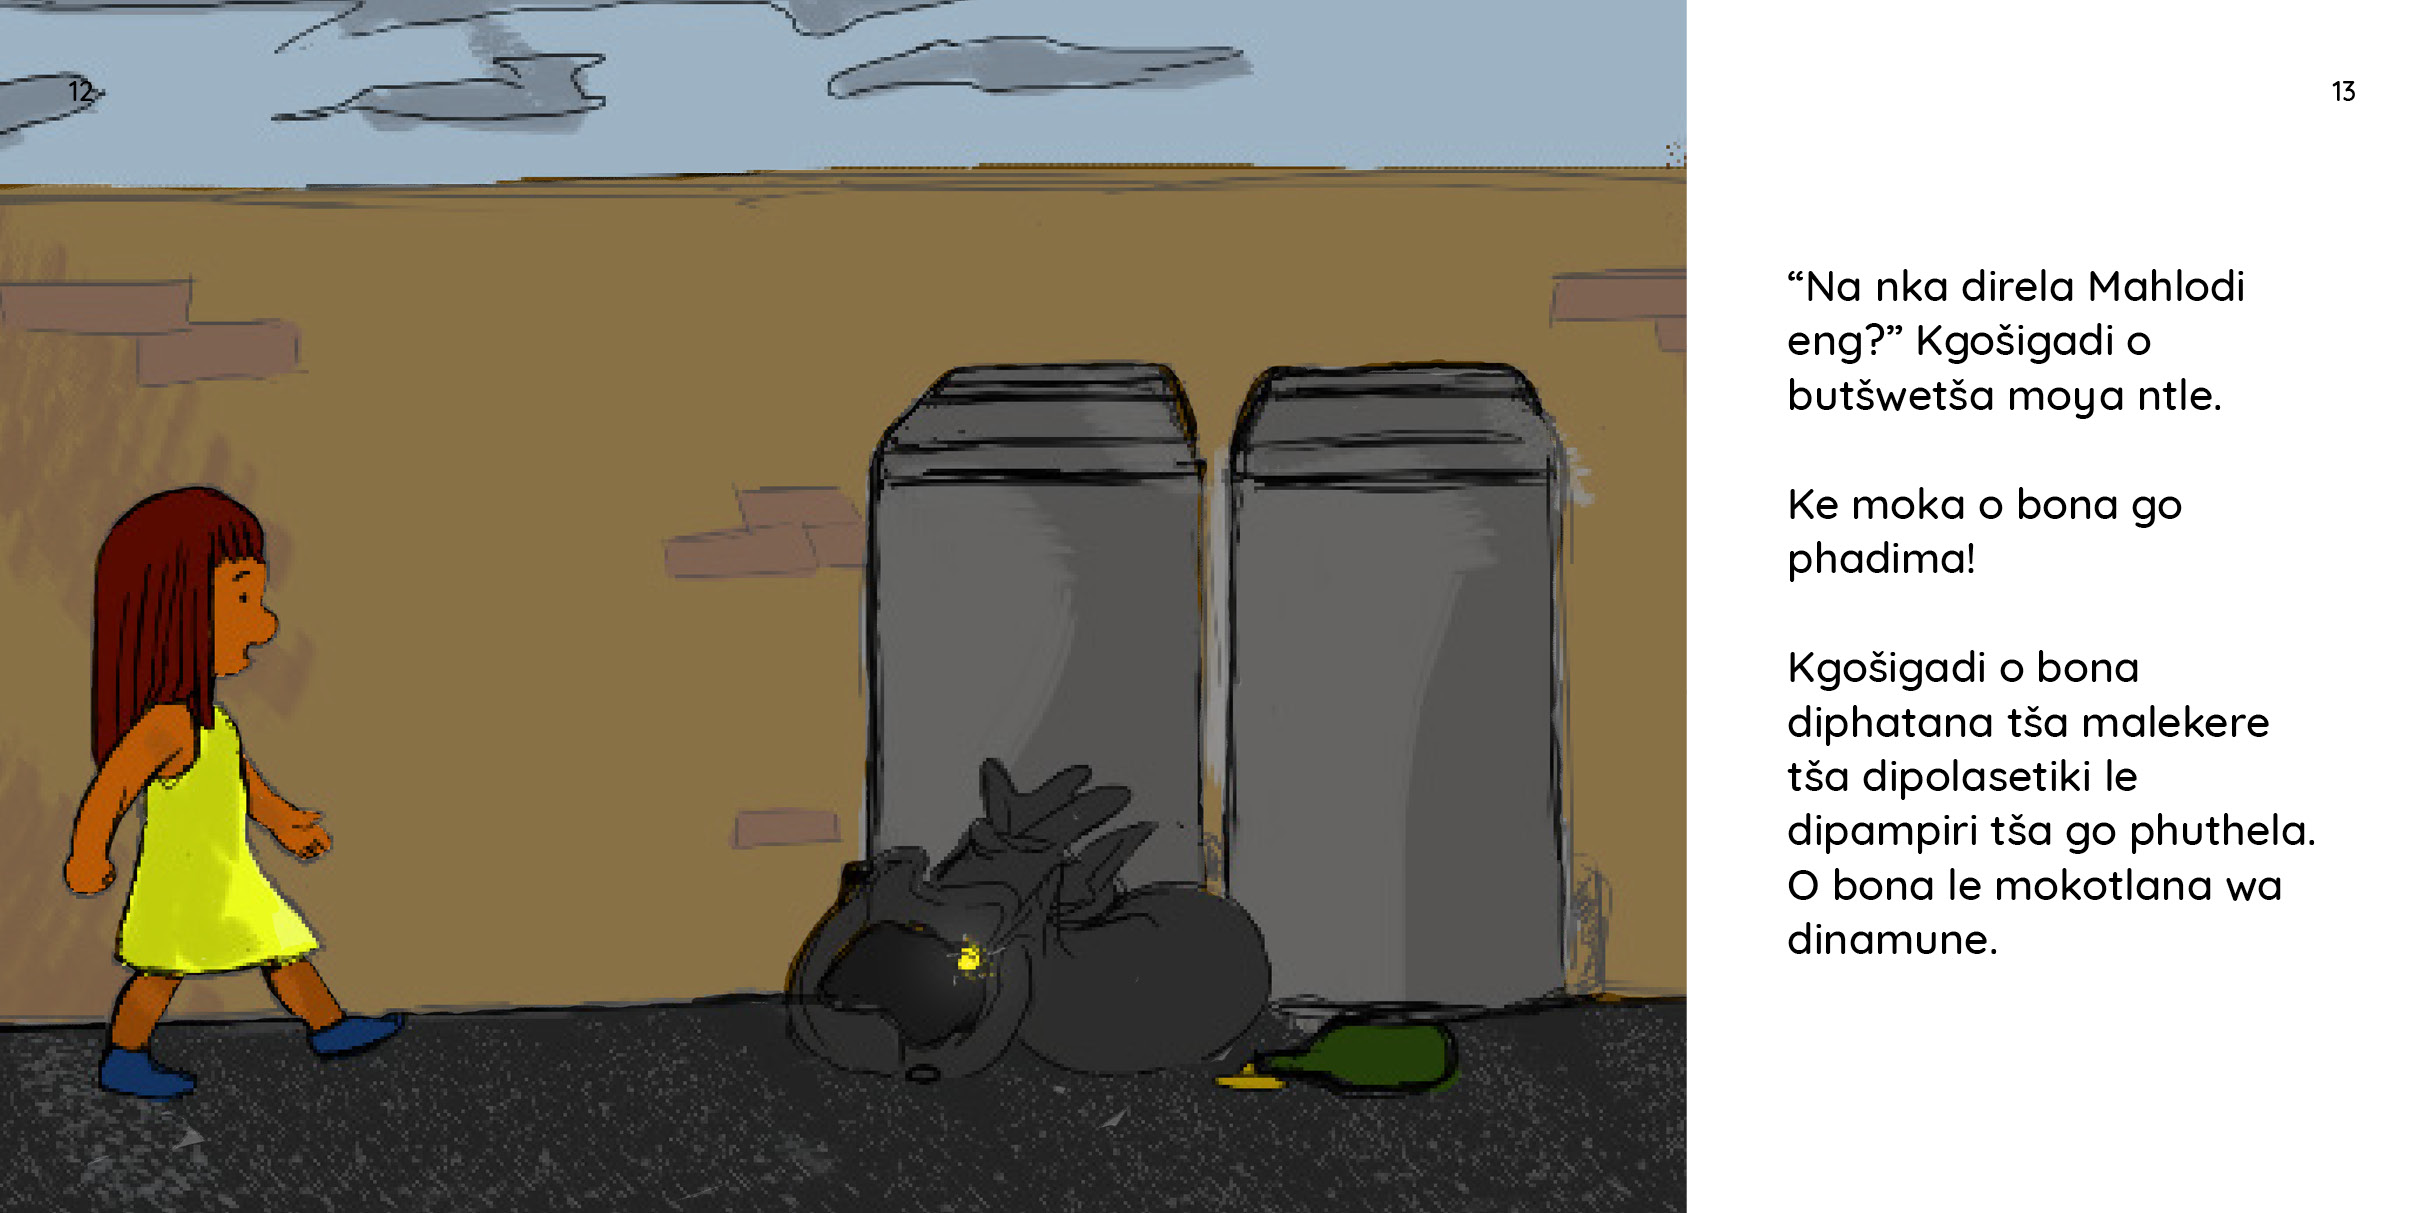 12
13
“Na nka direla Mahlodi
eng?” Kgošigadi o
butšwetša moya ntle.
Ke moka o bona go
phadima!
Kgošigadi o bona
diphatana tša malekere
tša dipolasetiki le
dipampiri tša go phuthela.
O bona le mokotlana wa
dinamune.